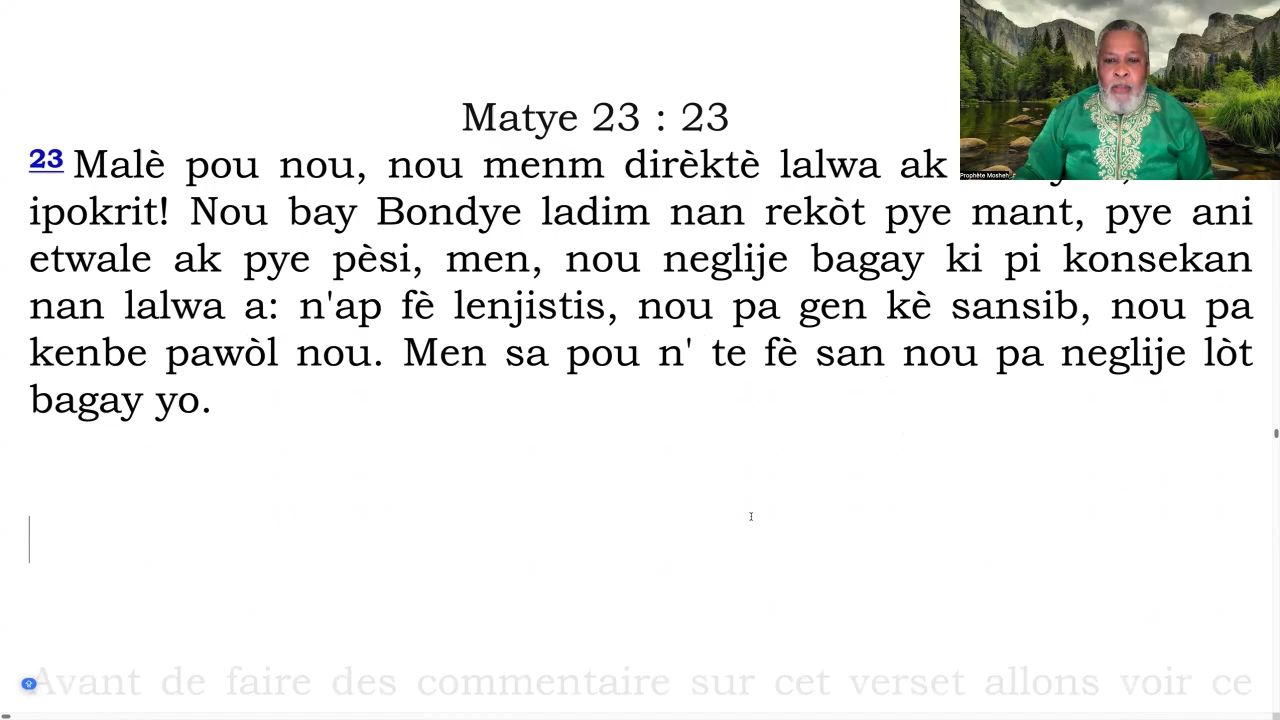 Matye 23 : 23
23 Malè pou nou, nou menm dirèktè lalwa ak
ipokrit! Nou bay Bondye ladim nan rekòt pye mant, pye ani
etwale ak pye pèsi, men, nou neglije bagay ki pi konsekan
nan lalwa a: n'ap fè lenjistis, nou pa gen kè sansib, nou pa
kenbe pawòl nou. Men sa pou n' te fè san nou pa neglije lòt
bagay yo.
Avant de faire des commentaire sur cet verset allons voir ce
Prophète Mosheh